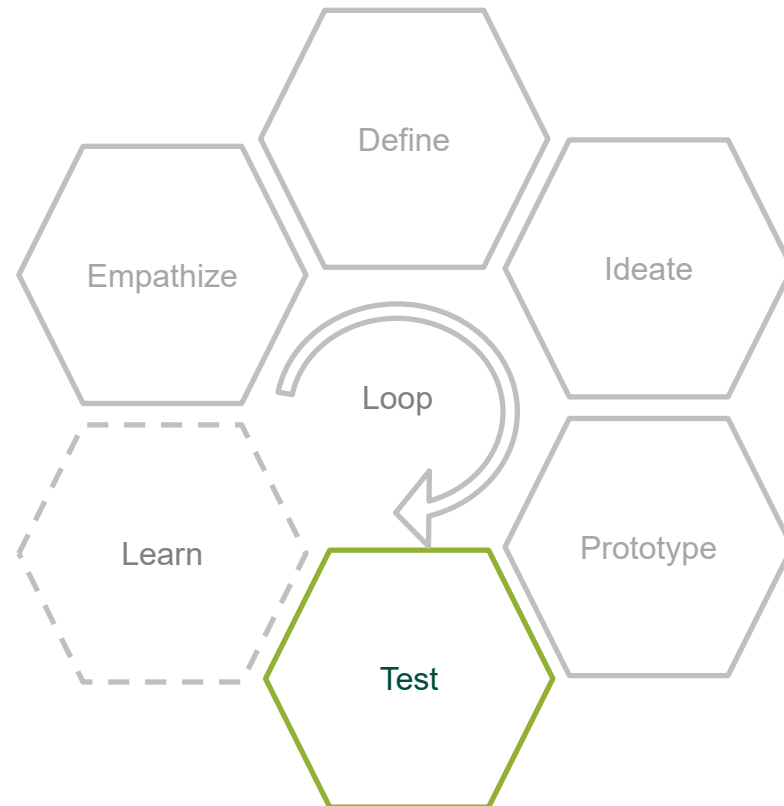 Define
Empathize
Ideate
Loop
Learn
Prototype
Test